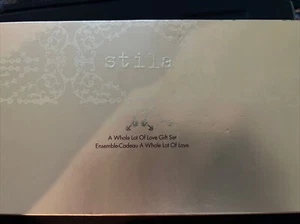 stila
A Whole Lot Of Love Gift Set
Ensemble-Cadeau A Whole Lot Of Love